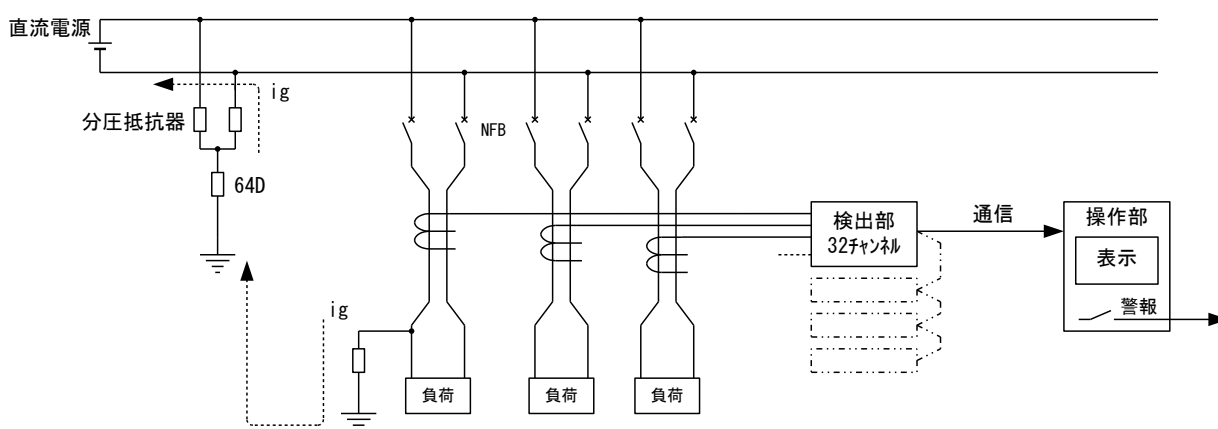 直流電源
ig
分圧抵抗器
NFB
64D
検出部
32チャンネル
通信
操作部
表示
警報
ig
負荷
負荷
負荷